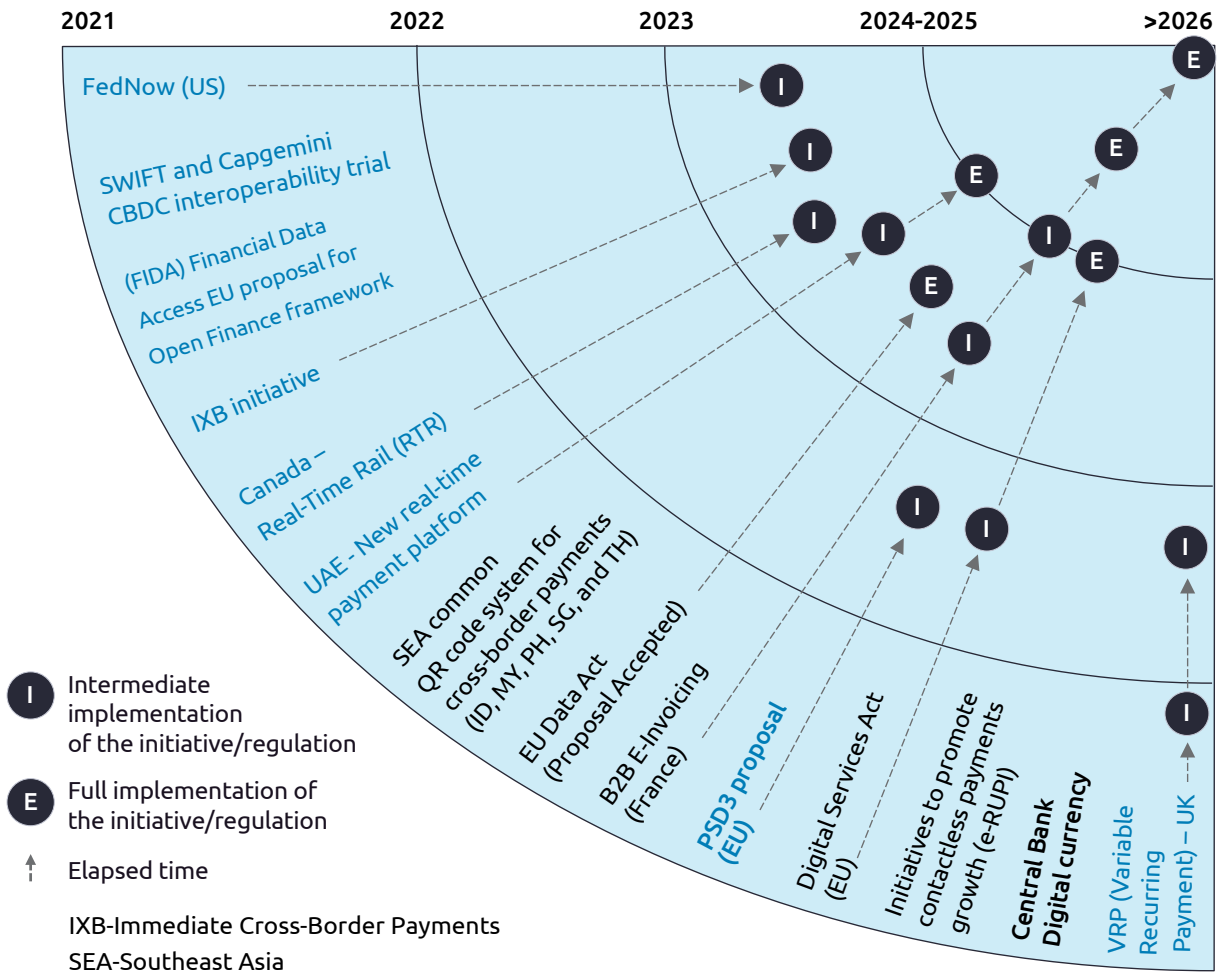 2021
2022
2023
2024-2025
>2026
FedNow (US)
I
E
SWIFT and Capgemini
CBDC interoperability trial
I
E
E
(FIDA) Financial Data
Access EU proposal for
Open Finance framework
I
I
I
E
IXB initiative
E
I
Canada –
Real-Time Rail (RTR)
UAE - New real-time
payment platform
SEA common
QR code system for
cross-border payments
(ID, MY, PH, SG, and TH)
I
I
I
EU Data Act
(Proposal Accepted)
B2B E-Invoicing
(France)
PSD3 proposal
(EU)
Digital Services Act
(EU)
Initiatives to promote
contactless payments
growth (e-RUPI)
Central Bank
Digital currency
I
VRP (Variable
Recurring
Payment) – UK
I
Intermediate
implementation
of the initiative/regulation
E
Full implementation of
the initiative/regulation
Elapsed time
IXB-Immediate Cross-Border Payments
SEA-Southeast Asia